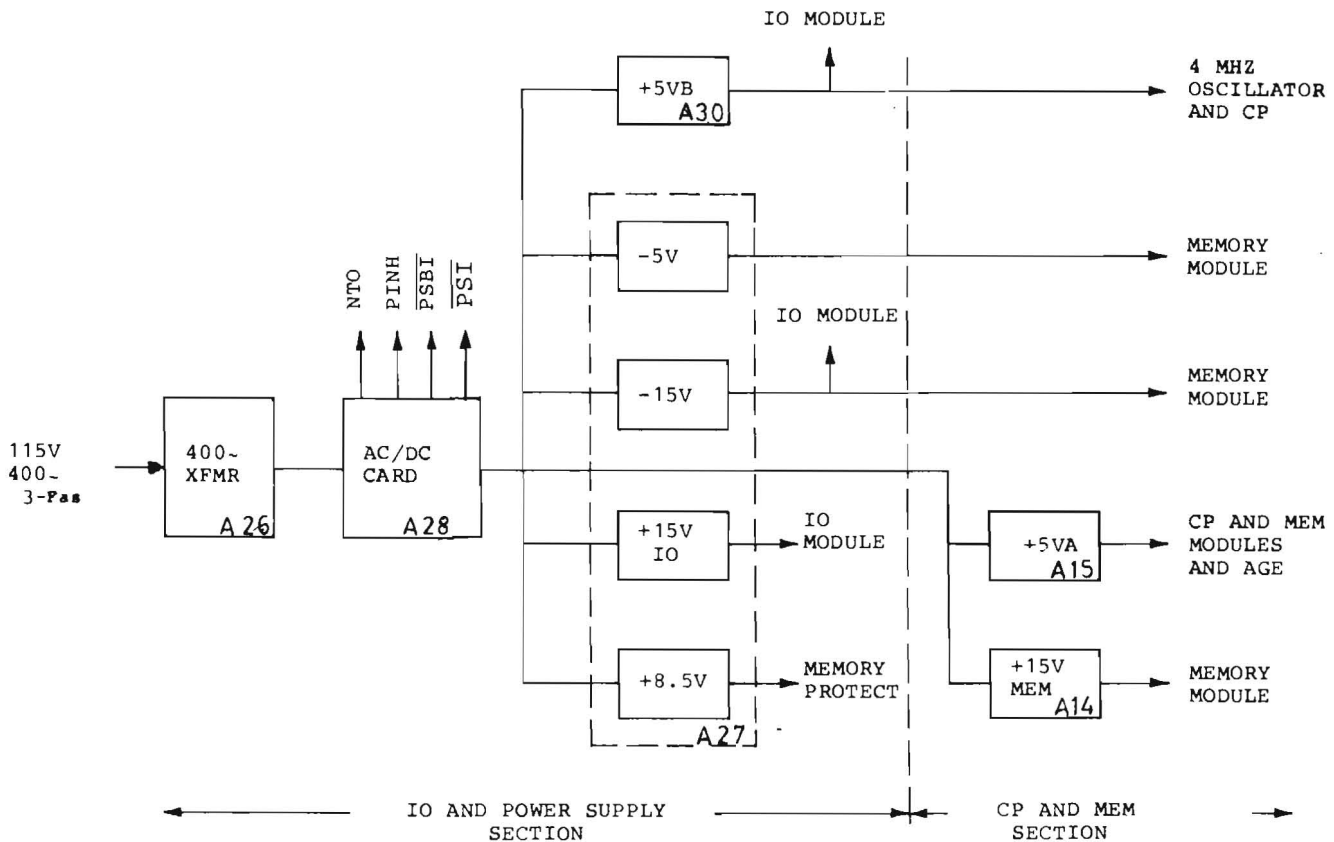 IO MODULE
+5VB
A30
4 MHZ
OSCILLATOR
AND CP
NTO
PINH
PSBI
PSI
-5V
MEMORY
MODULE
IO MODULE
-15V
MEMORY
MODULE
115V
400~
3-Fas
400~
XFMR
A26
AC/DC
CARD
A28
+15V
IO
IO
MODULE
+5VA
A15
CP AND MEM
MODULES
AND AGE
+8.5V
MEMORY
PROTECT
A27
+15V
MEM
A14
MEMORY
MODULE
IO AND POWER SUPPLY
SECTION
CP AND MEM
SECTION